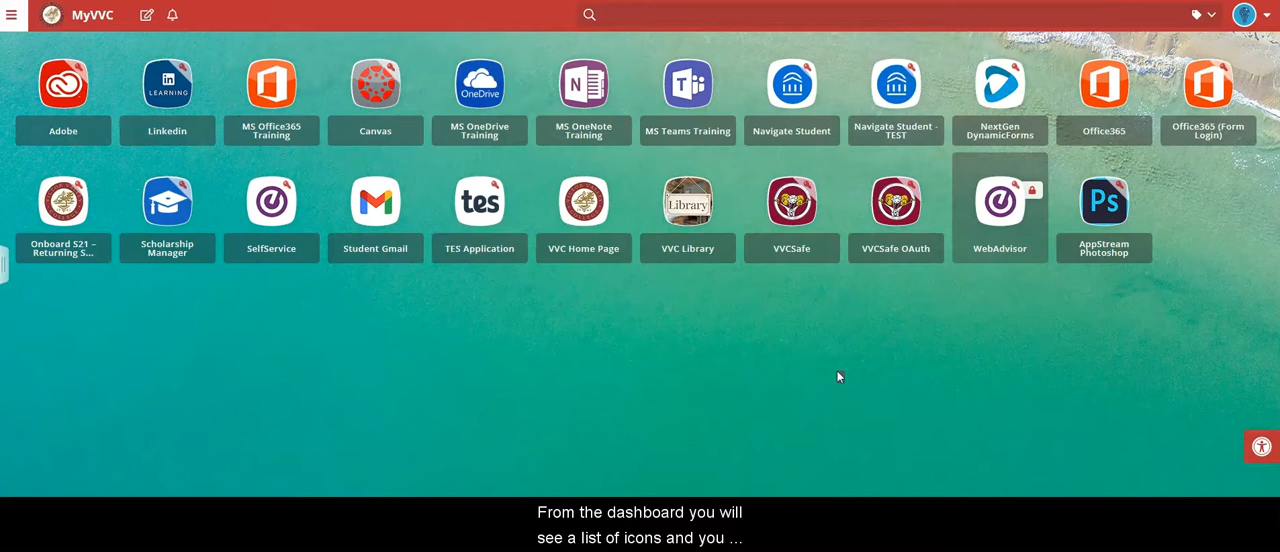 MyVVC
in
LEARNING
OneDrive
N
T
Adobe
Linkedin
MS Office365
Training
Canvas
MS OneDrive
Training
MS OneNote
Training
MS Teams Training
Navigate Student
Navigate Student -
TEST
NextGen
DynamicForms
Office365
Office365 (Form
Login)
tes
Library
Ps
Onboard S21 –
Returning S...
Scholarship
Manager
SelfService
Student Gmail
TES Application
VVC Home Page
VVC Library
VVCSafe
VVCSafe OAuth
WebAdvisor
AppStream
Photoshop
From the dashboard you will
see a list of icons and you ...